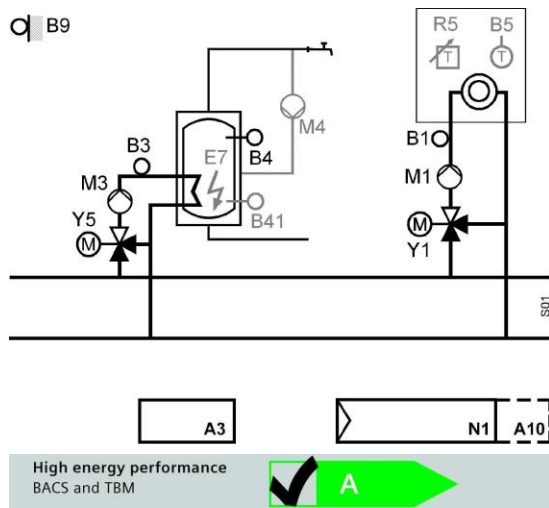 B9
R5 B5
T T
M4
B3
B4
B1
E7
M3
M1
B41
Y5
M
M
Y1
S01
A3
N1
A10
High energy performance
BACS and TBM
A